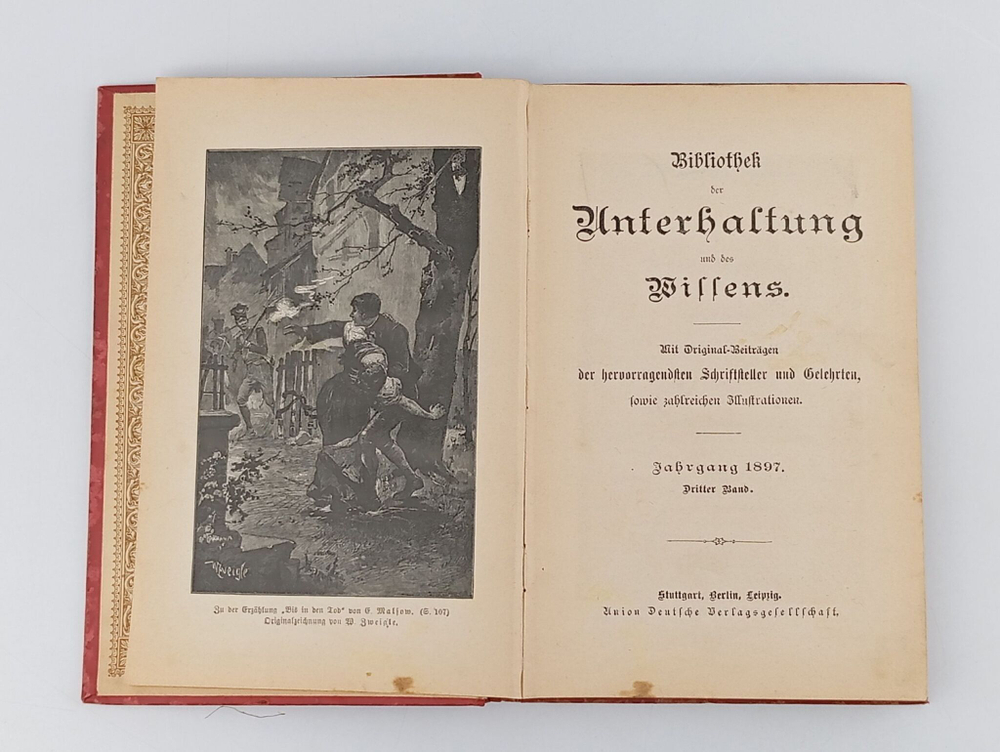 Zweigle
Zu der Erzählung „Bis in den Tod“ von E. Malsow. (S. 107)
Originalzeichnung von W. Zweigle.
Bibliothek
der
Unterhaltung
und des
Wissens.
Mit Original-Beiträgen
der hervorragendsten Schriftsteller und Gelehrten,
sowie zahlreichen Illustrationen.
Jahrgang 1897.
Dritter Band.
Stuttgart, Berlin, Leipzig.
Union Deutsche Verlagsgesellschaft.